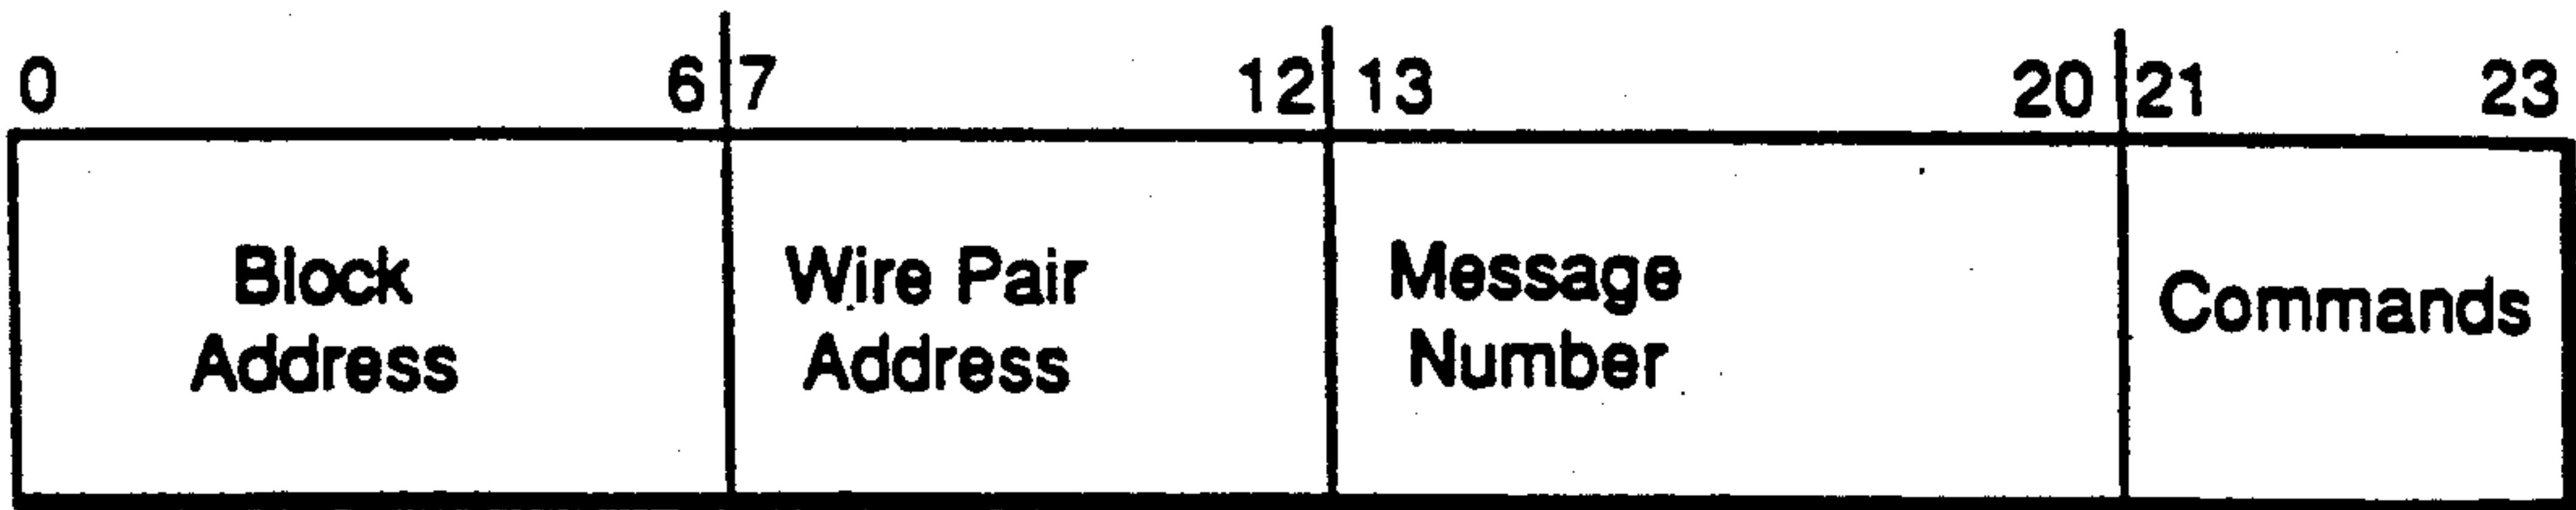 0 6 7 12 13 20 21 23
Block
Address
Wire Pair
Address
Message
Number
Commands